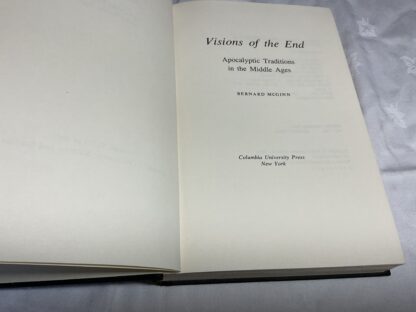 Visions of the End
Apocalyptic Traditions
in the Middle Ages
BERNARD MCGINN
Columbia University Press
New York